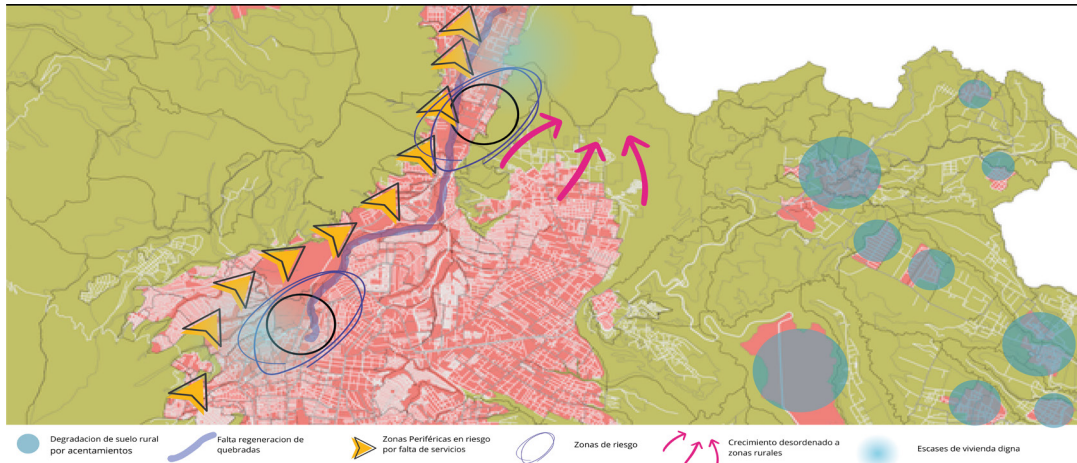 Degradacion de suelo rural
por acentamientos
Falta regeneracion de
quebradas
Zonas Periféricas en riesgo
por falta de servicios
Zonas de riesgo
Crecimiento desordenado a
zonas rurales
Escases de vivienda digna